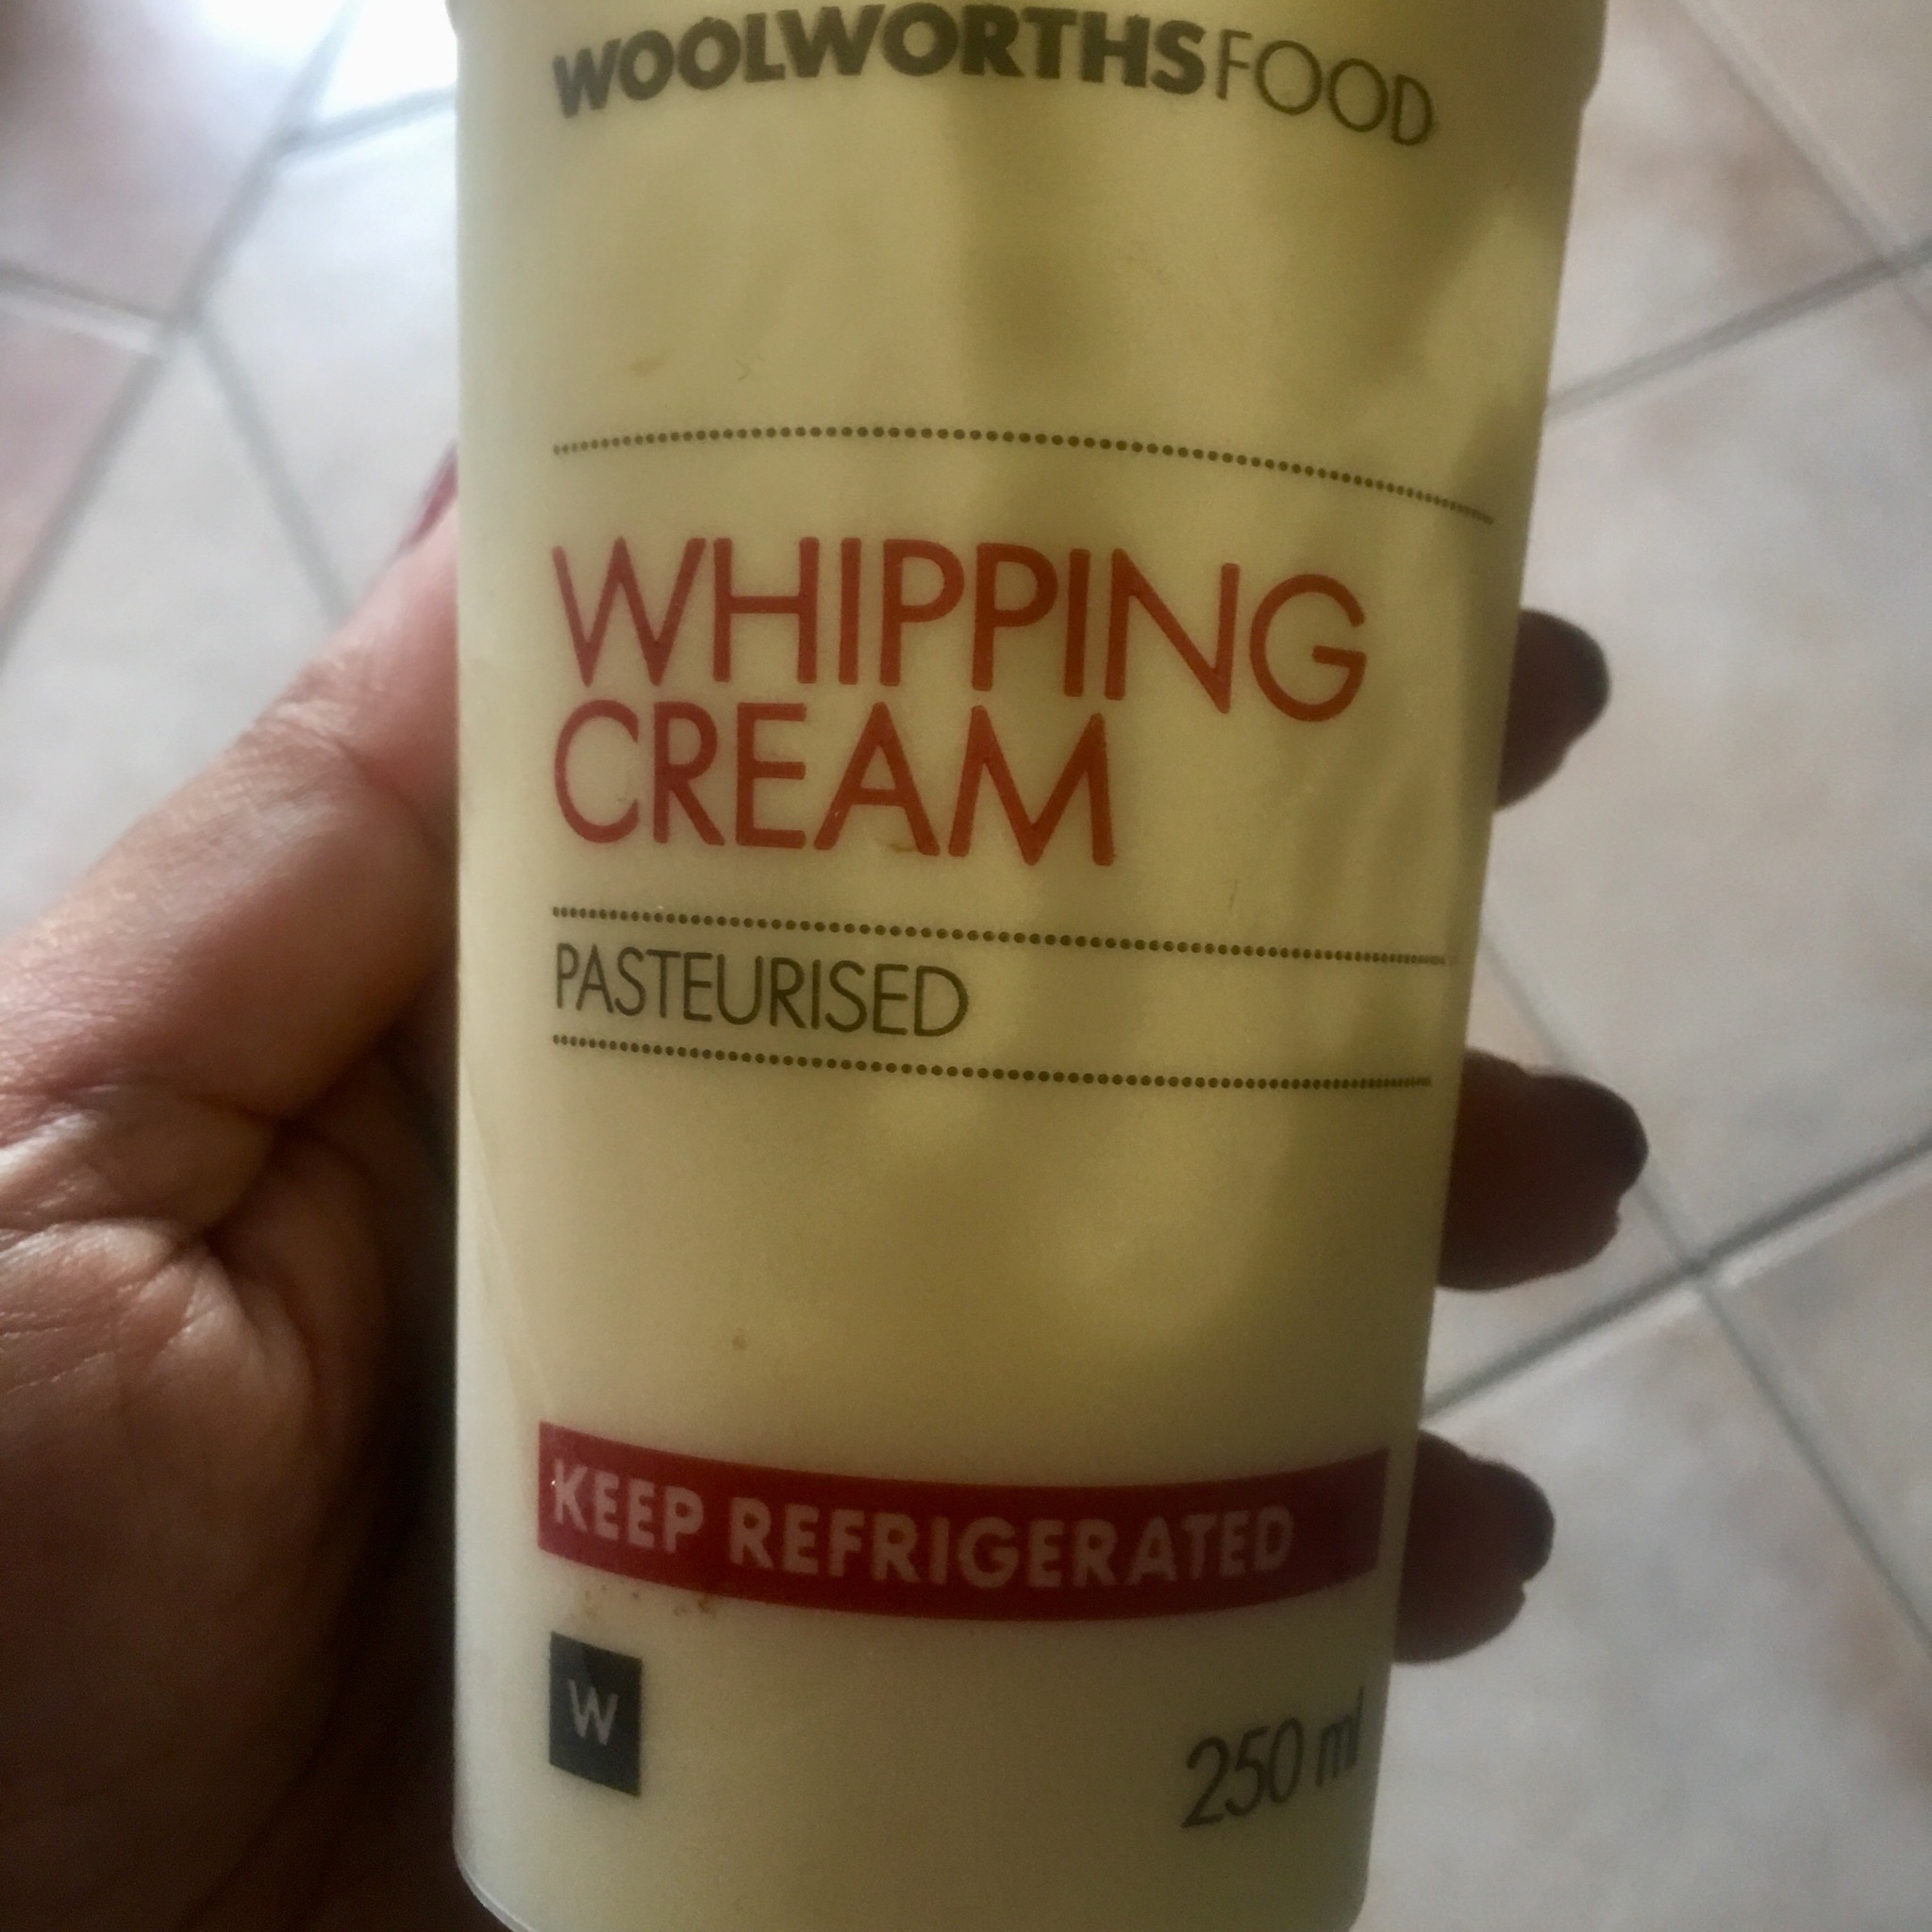 WOOLWORTHSFOOD
WHIPPING
CREAM
PASTEURISED
KEEP REFRIGERATED
W
250 ml